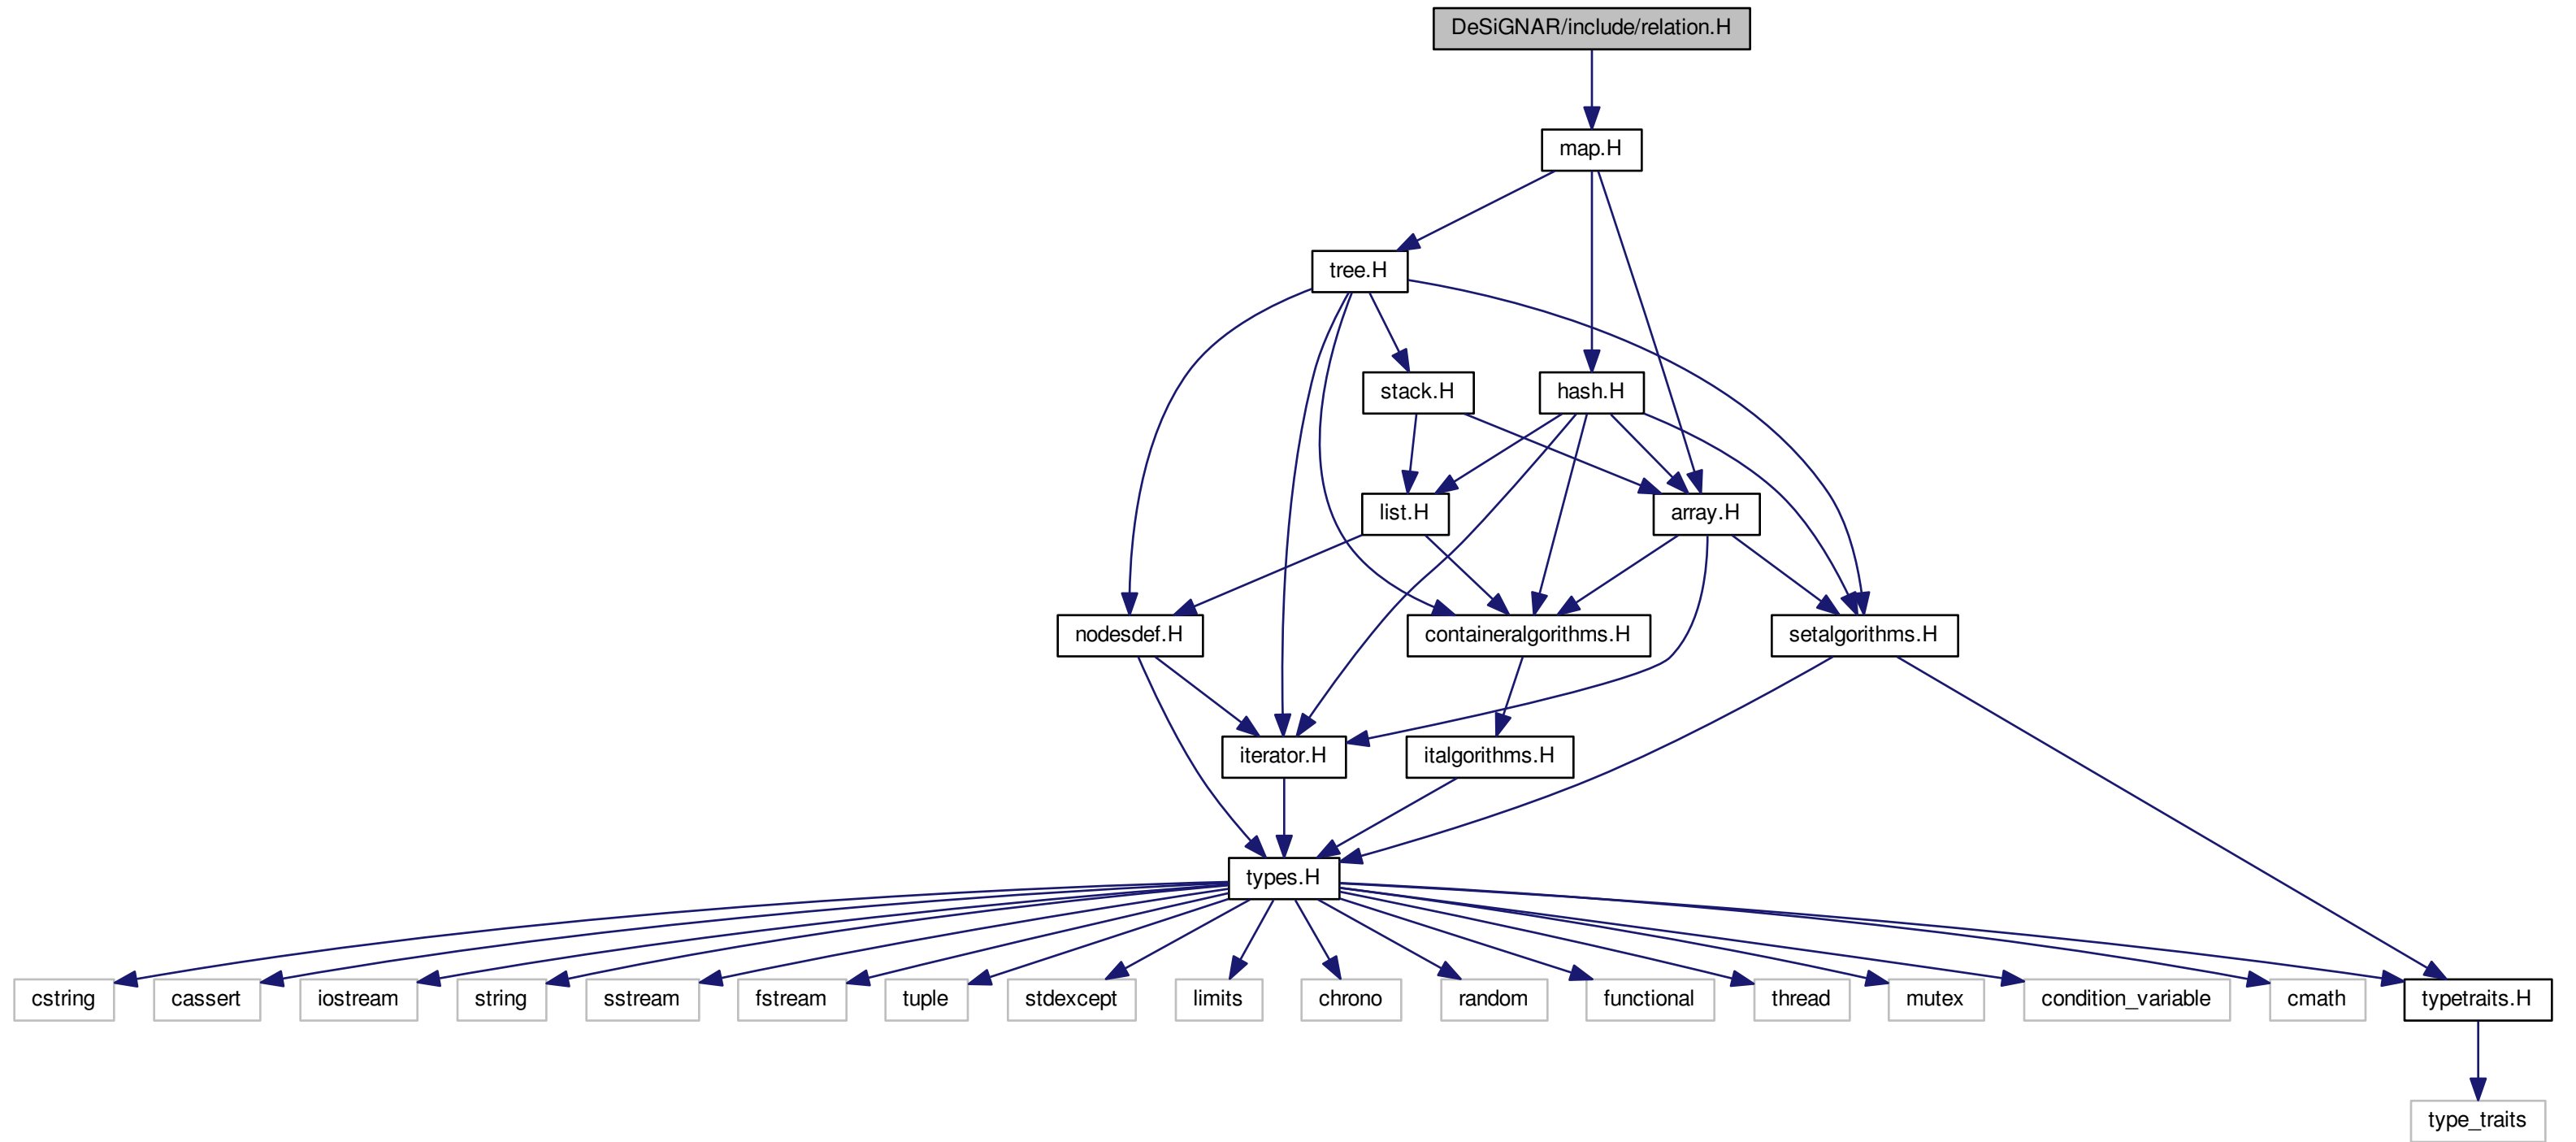 DeSiGNAR/include/relation.H
map.H
tree.H
stack.H
hash.H
list.H
array.H
nodesdef.H
containeralgorithms.H
setalgorithms.H
iterator.H
italgorithms.H
types.H
cstring
cassert
iostream
string
sstream
fstream
tuple
stdexcept
limits
chrono
random
functional
thread
mutex
condition_variable
cmath
typetraits.H
type_traits